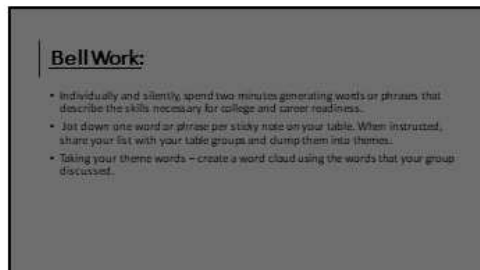 Bell Work:
• Individually and silently, spend two minutes generating words or phrases that
describe the skills necessary for college and career readiness.
• Jot down one word or phrase per sticky note on your table. When instructed,
share your list with your table groups and clump them into themes.
• Taking your theme words – create a word cloud using the words that your group
discussed.